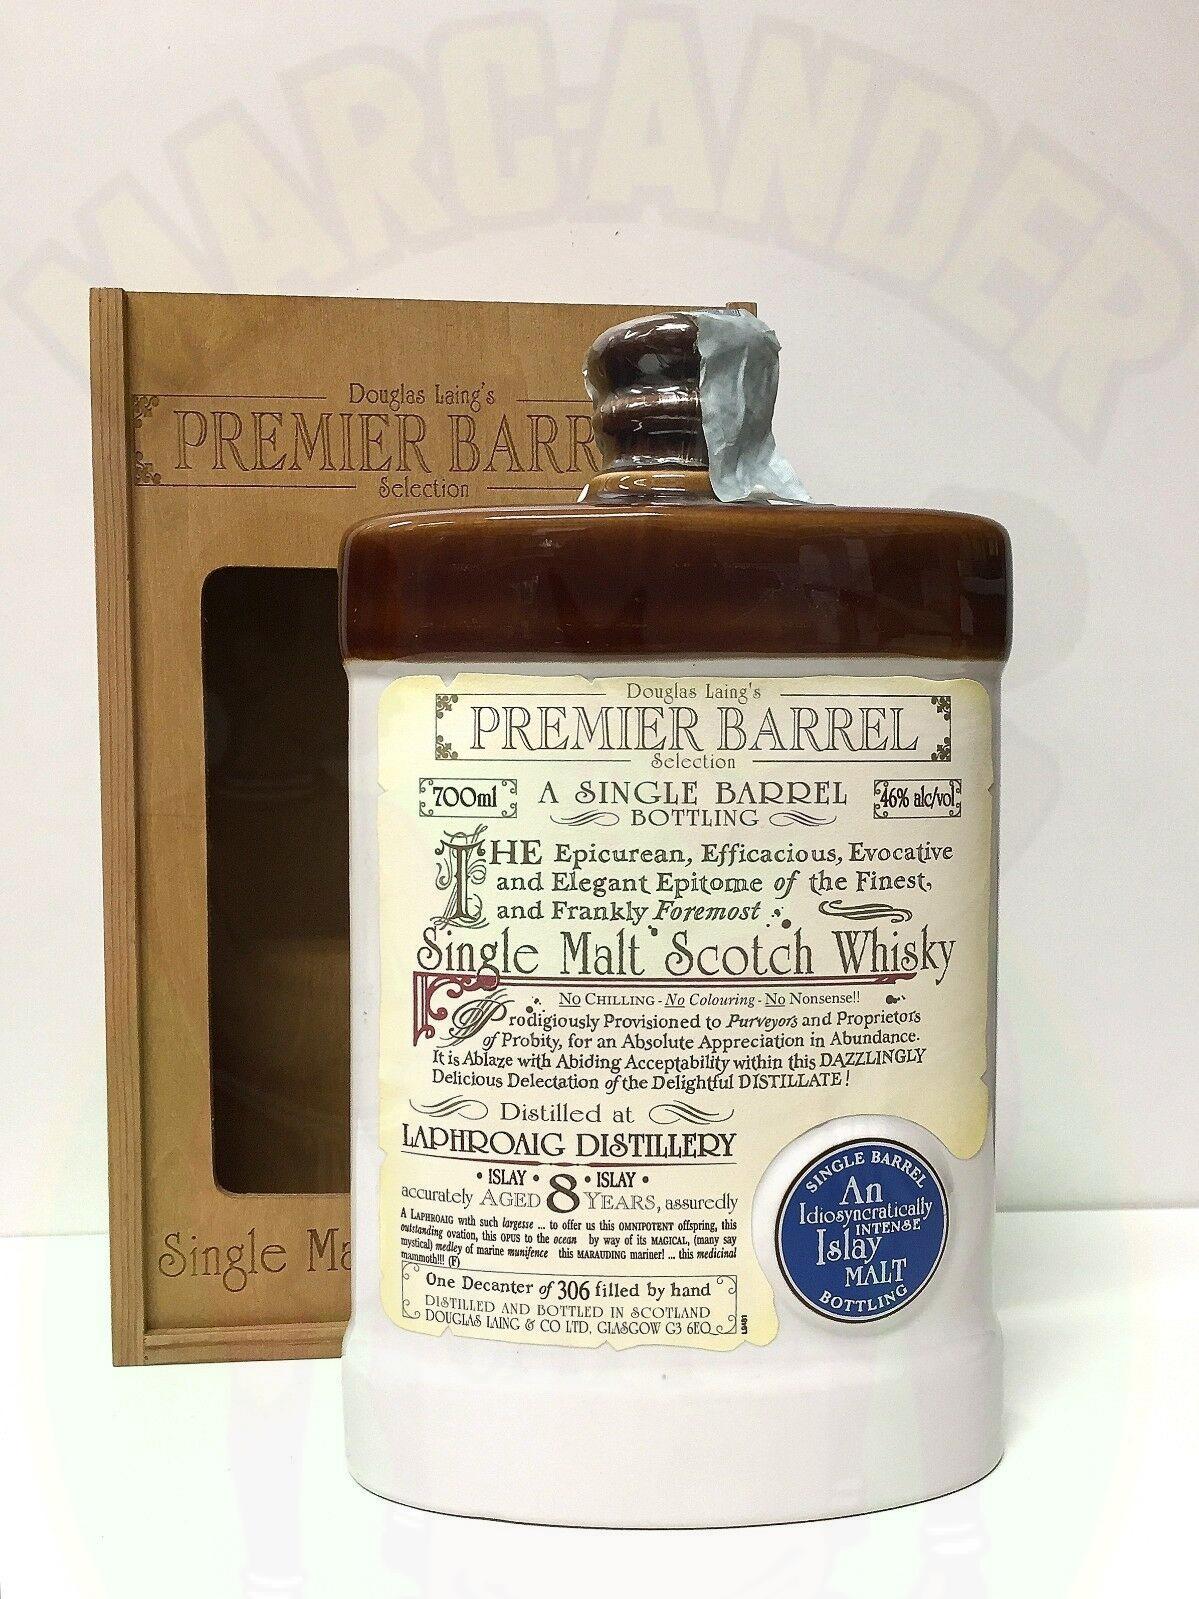 MARC-ANDER
Douglas Laing's
PREMIER BARR
Selection
Single Ma
Douglas Laing's
PREMIER BARREL
Selection
700ml
A SINGLE BARREL
BOTTLING
46% alc/vol
THE Epicurean, Efficacious, Evocative
and Elegant Epitome of the Finest,
and Frankly Foremost
Single Malt Scotch Whisky
No CHILLING - No Colouring - No Nonsense!!
Prodigiously Provisioned to Purveyors and Proprietors
of Probity, for an Absolute Appreciation in Abundance.
It is Ablaze with Abiding Acceptability within this DAZZLINGLY
Delicious Delectation of the Delightful DISTILLATE!
Distilled at
LAPHROAIG DISTILLERY
• ISLAY • 8 • ISLAY •
accurately AGED YEARS, assuredly
A LAPHROAIG with such largesse ... to offer us this OMNIPOTENT offspring, this
outstanding ovation, this OPUS to the ocean by way of its MAGICAL, (many say
mystical) medley of marine munifence this MARAUDING mariner! ... this medicinal
mammoth!!! (F)
One Decanter of 306 filled by hand
DISTILLED AND BOTTLED IN SCOTLAND
DOUGLAS LAING & CO LTD, GLASGOW G3 6EQ
L9481
SINGLE BARREL
An
Idiosyncratically
INTENSE
Islay
MALT
BOTTLING